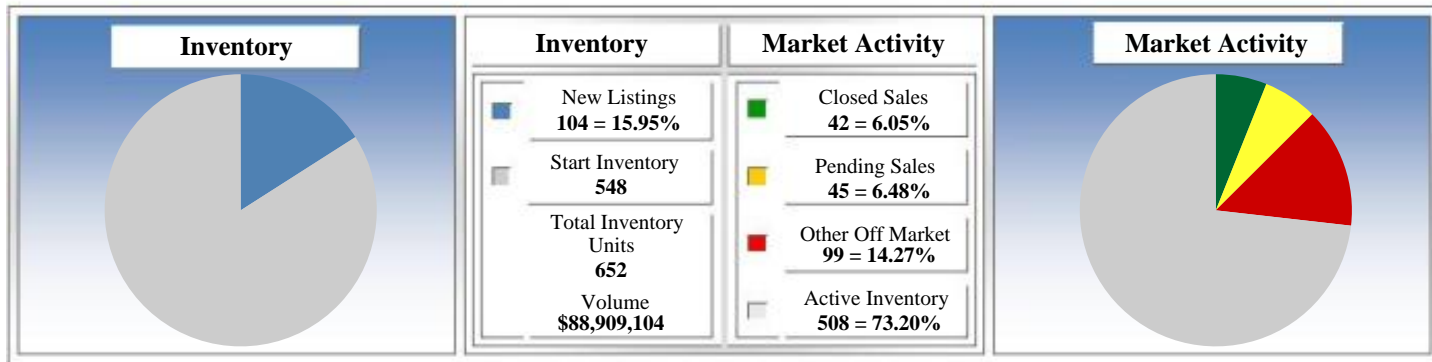 Inventory
Inventory
New Listings
104 = 15.95%
Start Inventory
548
Total Inventory
Units
652
Volume
$88,909,104
Market Activity
Closed Sales
42 = 6.05%
Pending Sales
45 = 6.48%
Other Off Market
99 = 14.27%
Active Inventory
508 = 73.20%
Market Activity